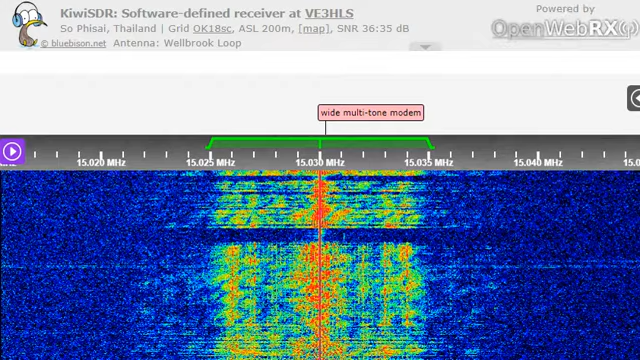 KiwiSDR: Software-defined receiver at VE3HLS
So Phisai, Thailand | Grid OK18sc, ASL 200m, [map], SNR 36:35 dB
© bluebison.net Antenna: Wellbrook Loop
Powered by
OpenWebRX
wide multi-tone modem
15.020 MHz 15.025 MHz 15.030 MHz 15.035 MHz 15.040 MHz